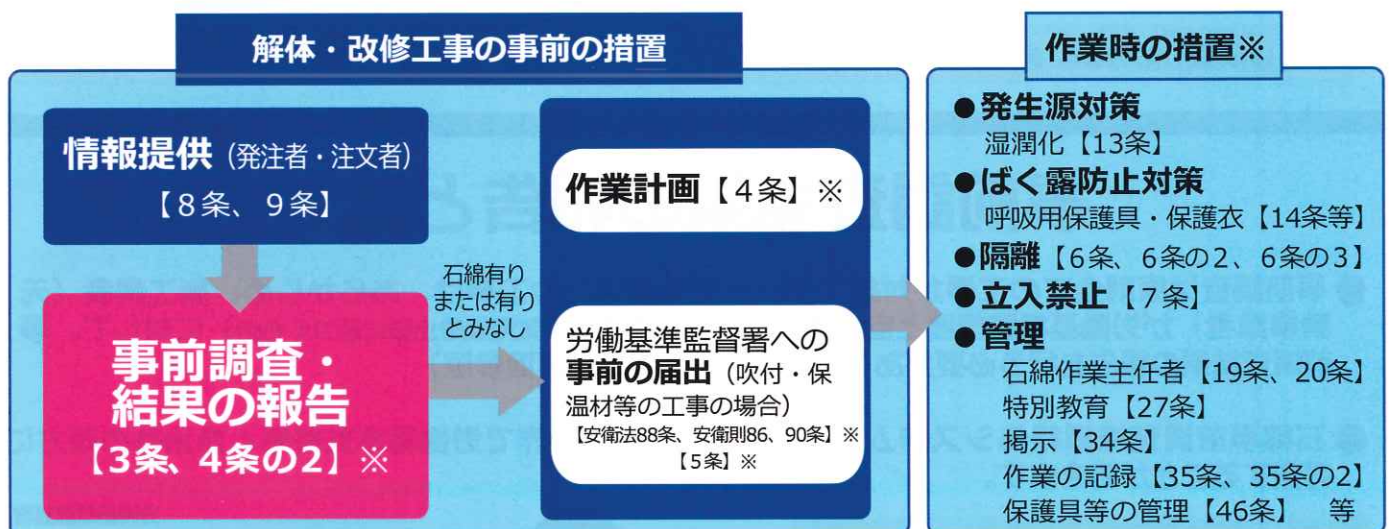 解体・改修工事の事前の措置
情報提供（発注者・注文者）
【８条、９条】
事前調査・
結果の報告
【３条、４条の２】※
石綿有り
または有り
とみなし
作業計画【４条】※
労働基準監督署への
事前の届出（吹付・保
温材等の工事の場合）
【安衛法88条、安衛則86、90条】※
【５条】※
作業時の措置※
●発生源対策
湿潤化【13条】
●ばく露防止対策
呼吸用保護具・保護衣【14条等】
●隔離【６条、６条の２、６条の３】
●立入禁止【７条】
●管理
石綿作業主任者【19条、20条】
特別教育【27条】
掲示【34条】
作業の記録【35条、35条の2】
保護具等の管理【46条】　等